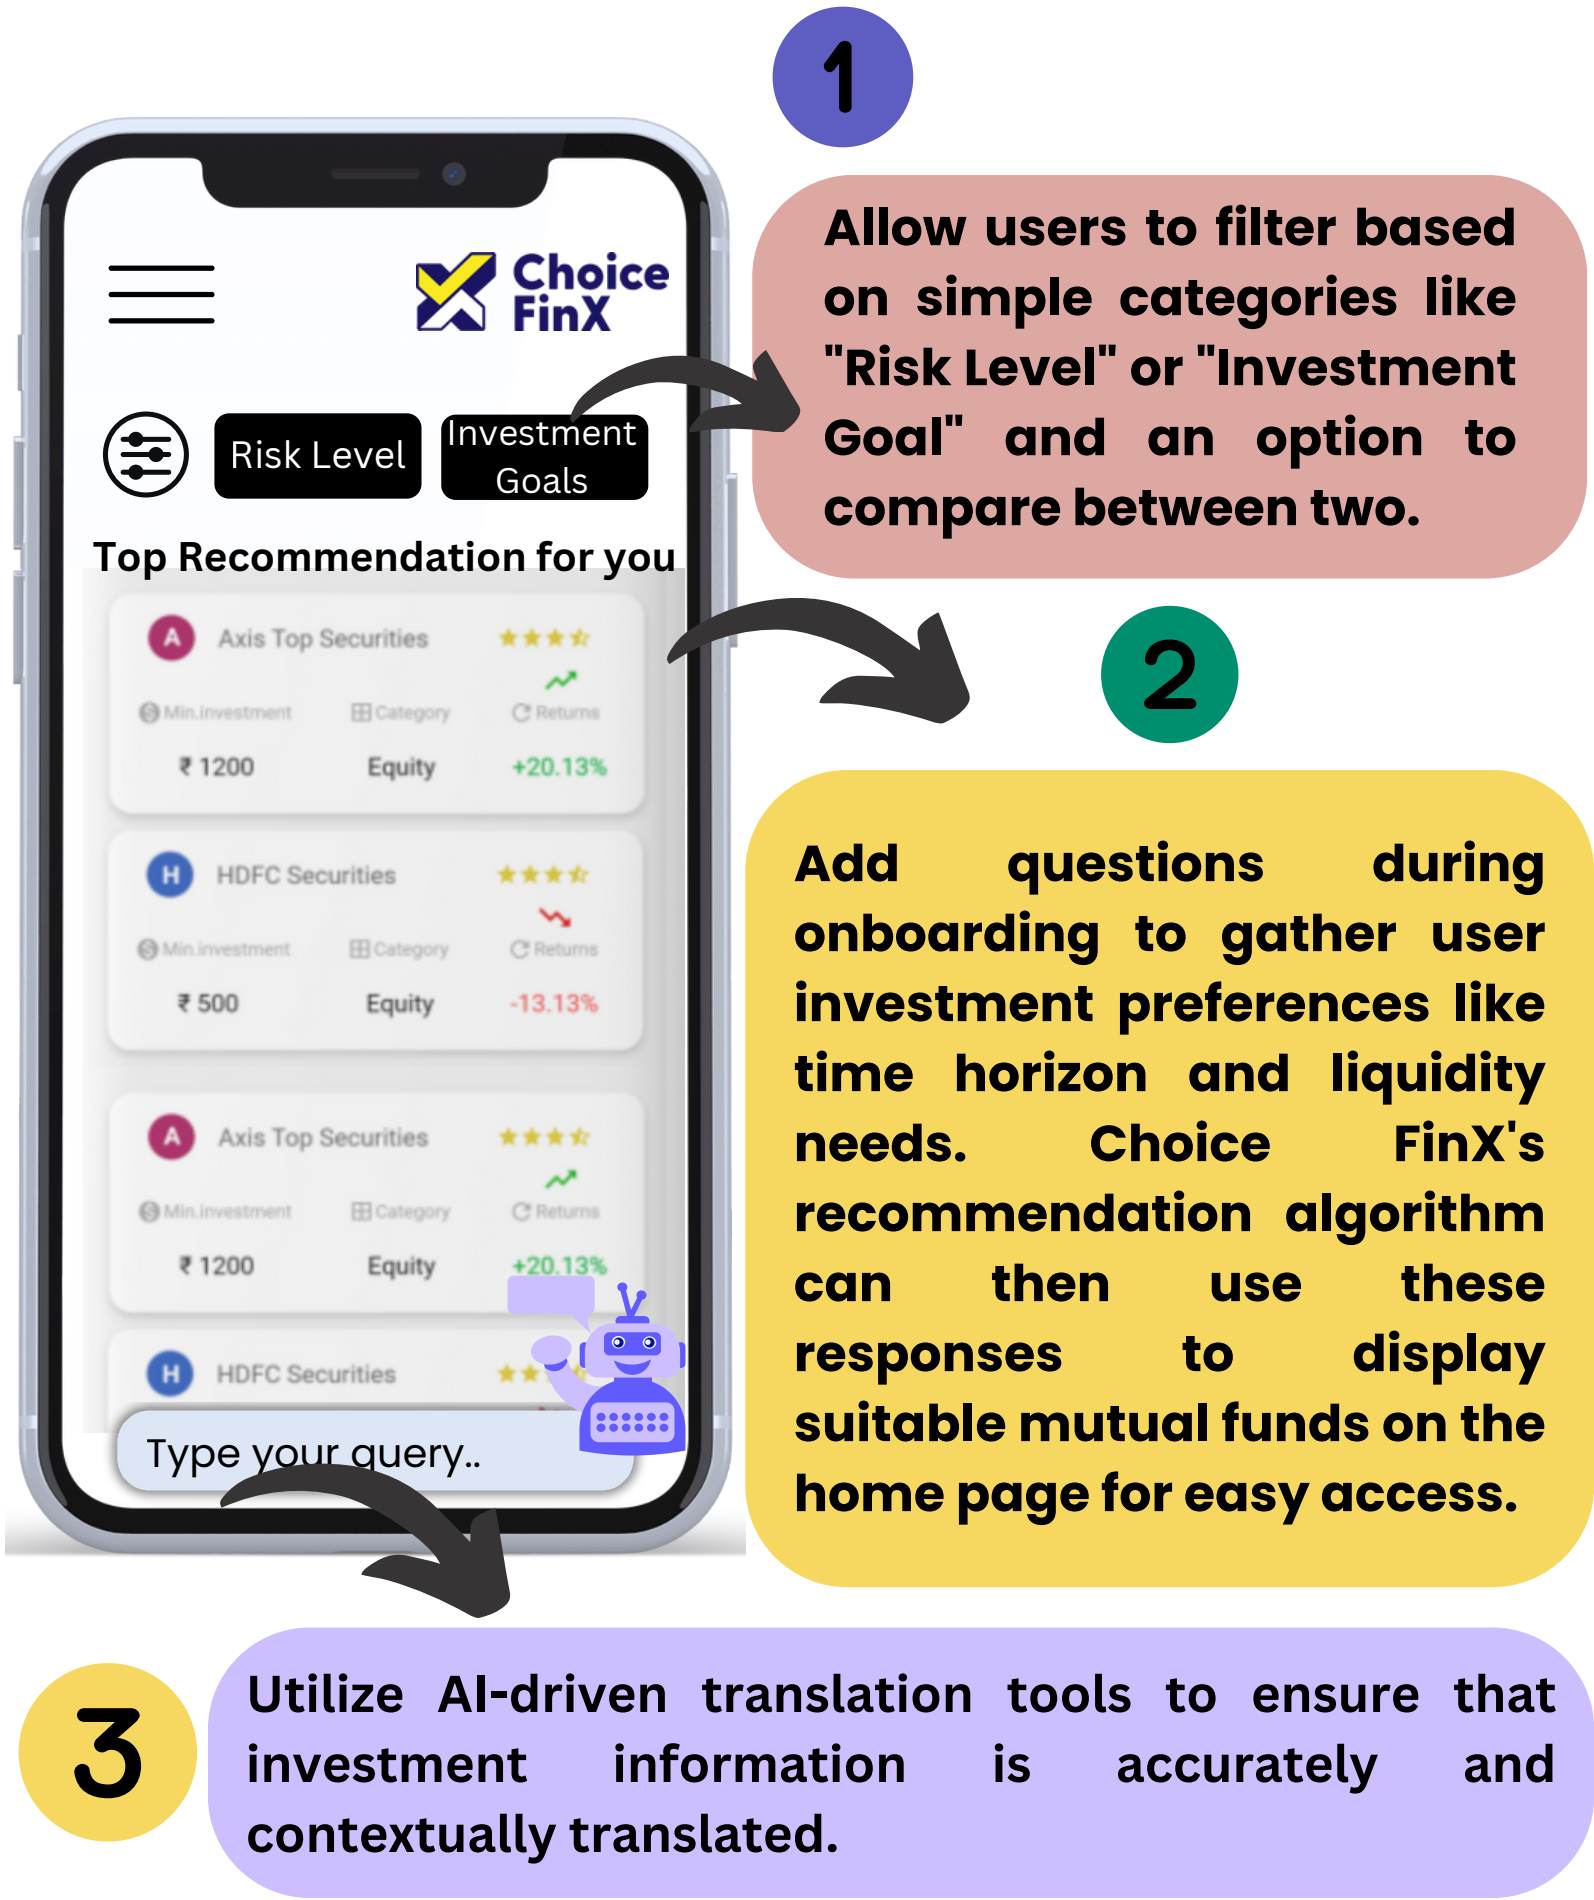 1
Allow users to filter based
on simple categories like
"Risk Level" or "Investment
Goal" and an option to
compare between two.
Choice
FinX
Risk Level
Investment
Goals
Top Recommendation for you
A Axis Top Securities
Min.investment Category Returns
₹ 1200 Equity +20.13%
H HDFC Securities
Min.investment Category Returns
₹ 500 Equity -13.13%
A Axis Top Securities
Min.investment Category Returns
₹ 1200 Equity +20.13%
H HDFC Securities
Type your query..
2
Add questions during
onboarding to gather user
investment preferences like
time horizon and liquidity
needs. Choice FinX's
recommendation algorithm
can then use these
responses to display
suitable mutual funds on the
home page for easy access.
3
Utilize AI-driven translation tools to ensure that
investment information is accurately and
contextually translated.